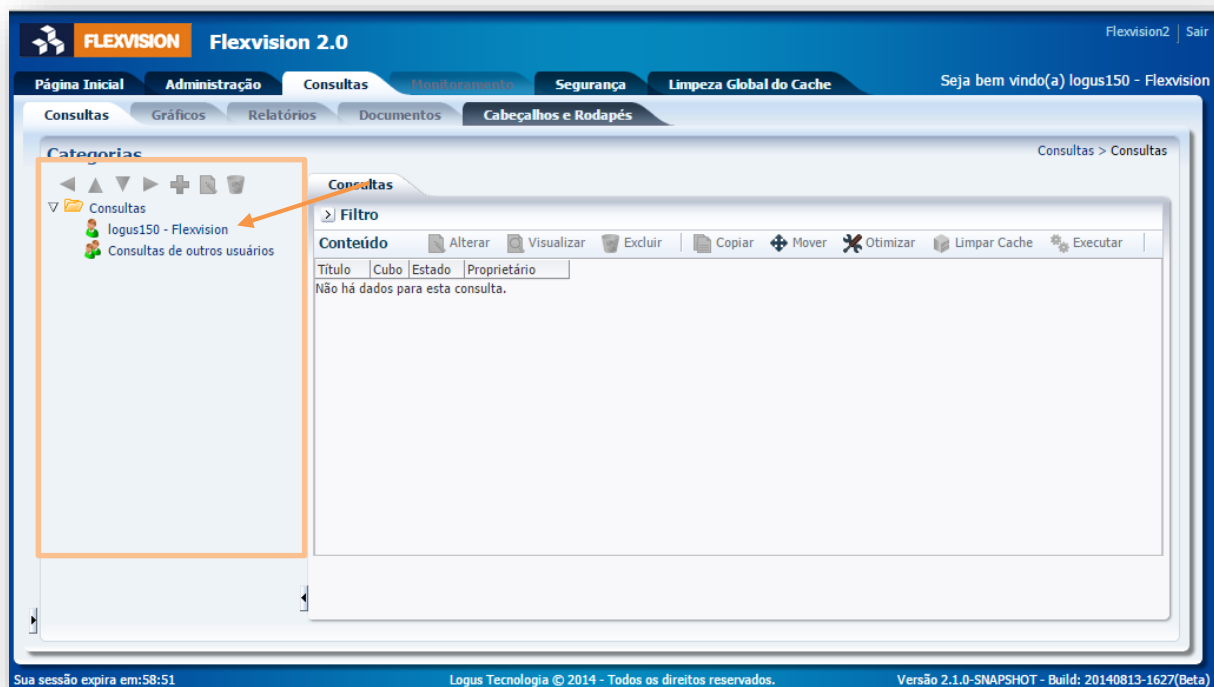 Flexvision2 Sair
FLEXVISION Flexvision 2.0
Página Inicial Administração Consultas Monitoramento Segurança Limpeza Global do Cache Seja bem vindo(a) logus150 - Flexvision
Consultas Gráficos Relatórios Documentos Cabeçalhos e Rodapés
Categorias Consultas > Consultas
Consultas
Consultas
Filtro
logus150 - Flexvision
Consultas de outros usuários
Conteúdo Alterar Visualizar Excluir Copiar Mover Otimizar Limpar Cache Executar
Título Cubo Estado Proprietário
Não há dados para esta consulta.
Sua sessão expira em:58:51 Logus Tecnologia © 2014 - Todos os direitos reservados. Versão 2.1.0-SNAPSHOT - Build: 20140813-1627(Beta)